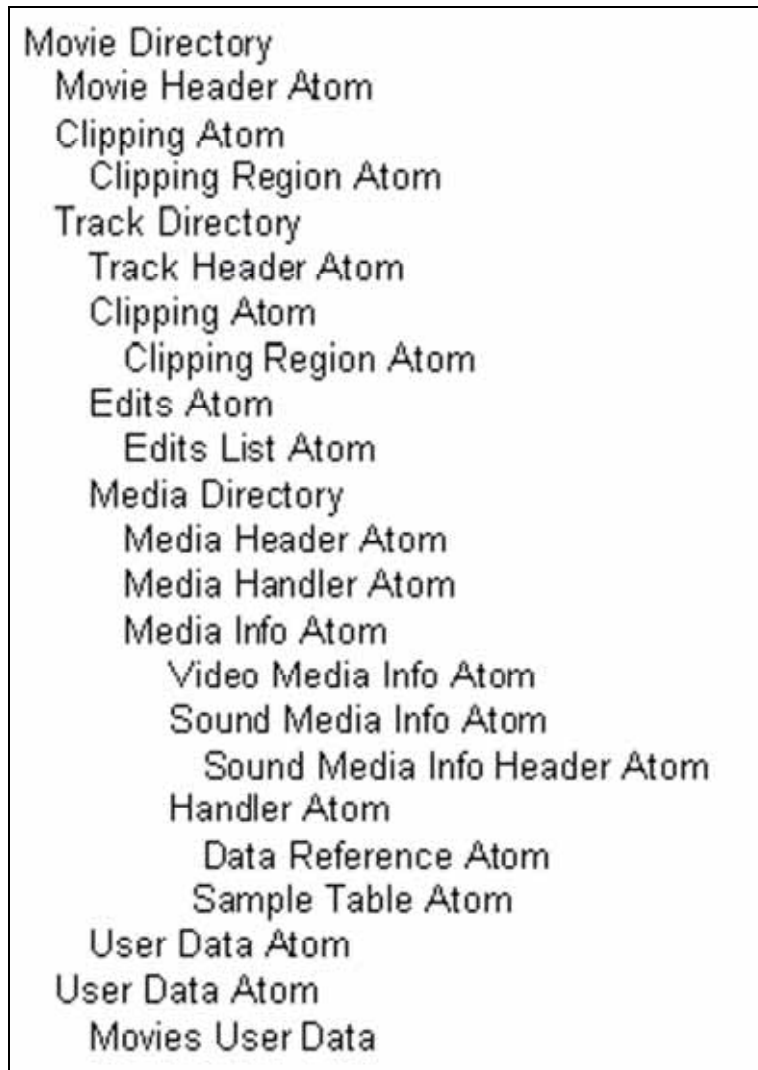 Movie Directory
Movie Header Atom
Clipping Atom
Clipping Region Atom
Track Directory
Track Header Atom
Clipping Atom
Clipping Region Atom
Edits Atom
Edits List Atom
Media Directory
Media Header Atom
Media Handler Atom
Media Info Atom
Video Media Info Atom
Sound Media Info Atom
Sound Media Info Header Atom
Handler Atom
Data Reference Atom
Sample Table Atom
User Data Atom
User Data Atom
Movies User Data